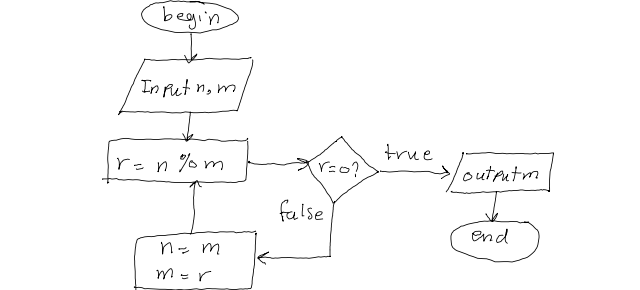 begin
Input n, m
r = n % m
r=0?
true
output m
end
false
n = m
m = r